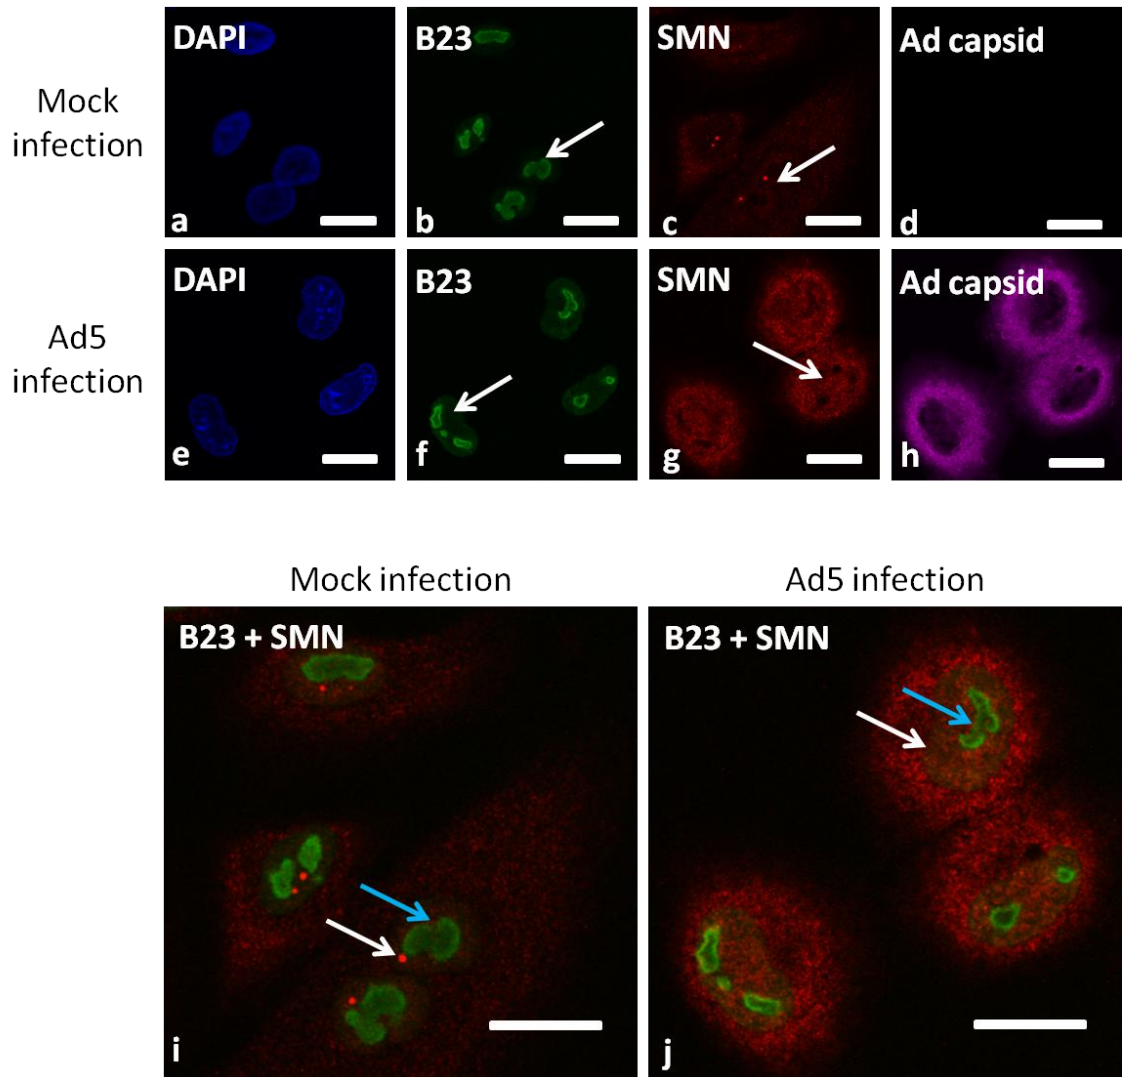 Mock
infection
DAPI
B23
SMN
Ad capsid
a
b
c
d
Ad5
infection
DAPI
B23
SMN
Ad capsid
e
f
g
h
Mock infection
Ad5 infection
B23 + SMN
B23 + SMN
i
j